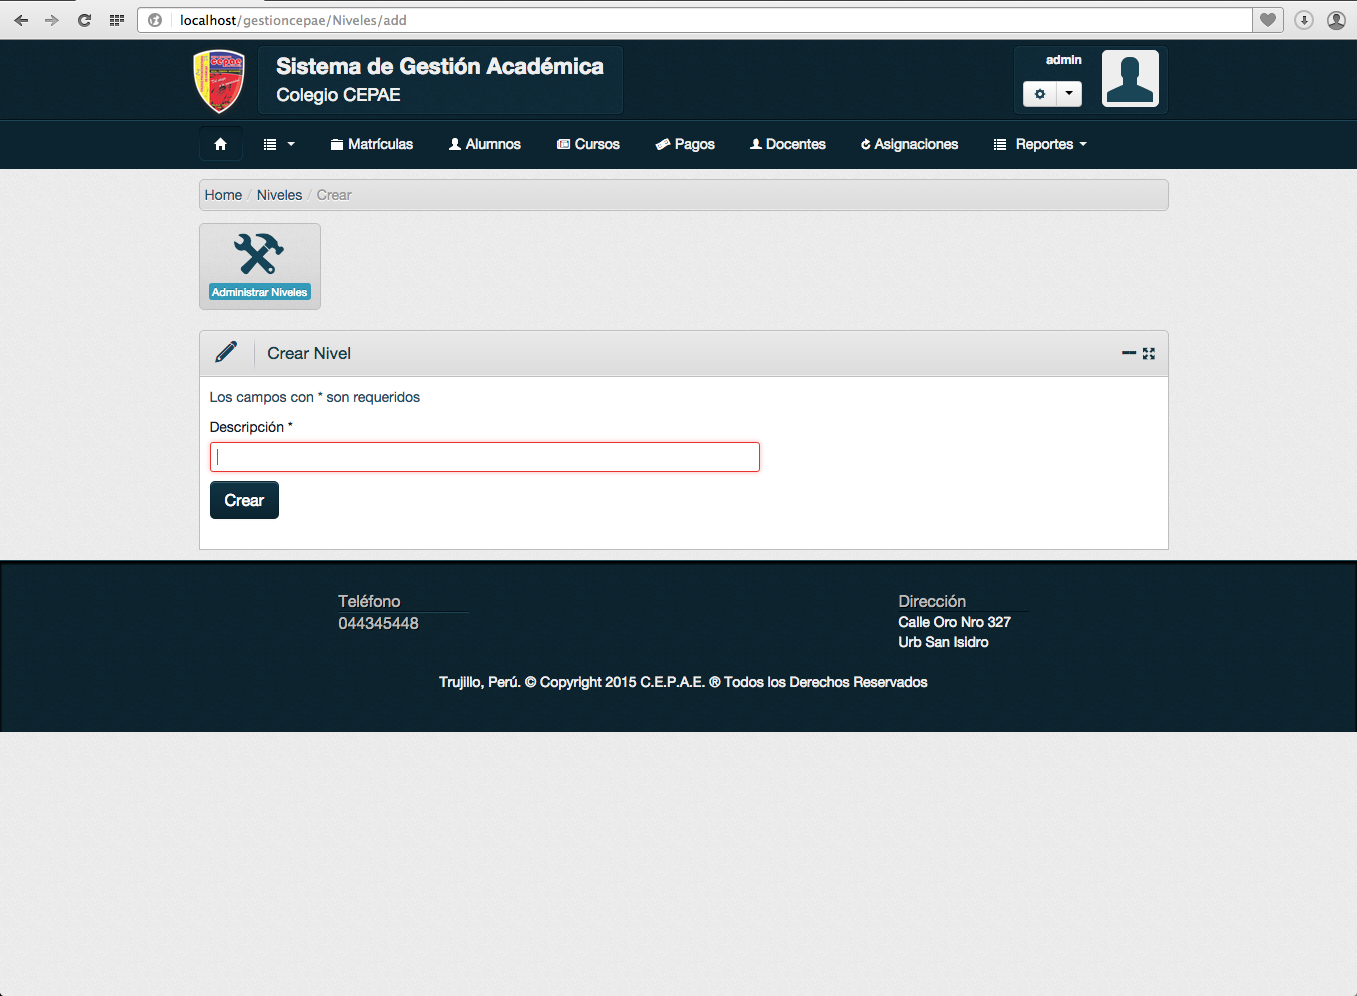 localhost/gestioncepae/Niveles/add
cepae
Sistema de Gestión Académica
Colegio CEPAE
admin
Matrículas
Alumnos
Cursos
Pagos
Docentes
Asignaciones
Reportes
Home / Niveles / Crear
Administrar Niveles
Crear Nivel
Los campos con * son requeridos
Descripción *
Crear
Teléfono
044345448
Dirección
Calle Oro Nro 327
Urb San Isidro
Trujillo, Perú. © Copyright 2015 C.E.P.A.E. ® Todos los Derechos Reservados